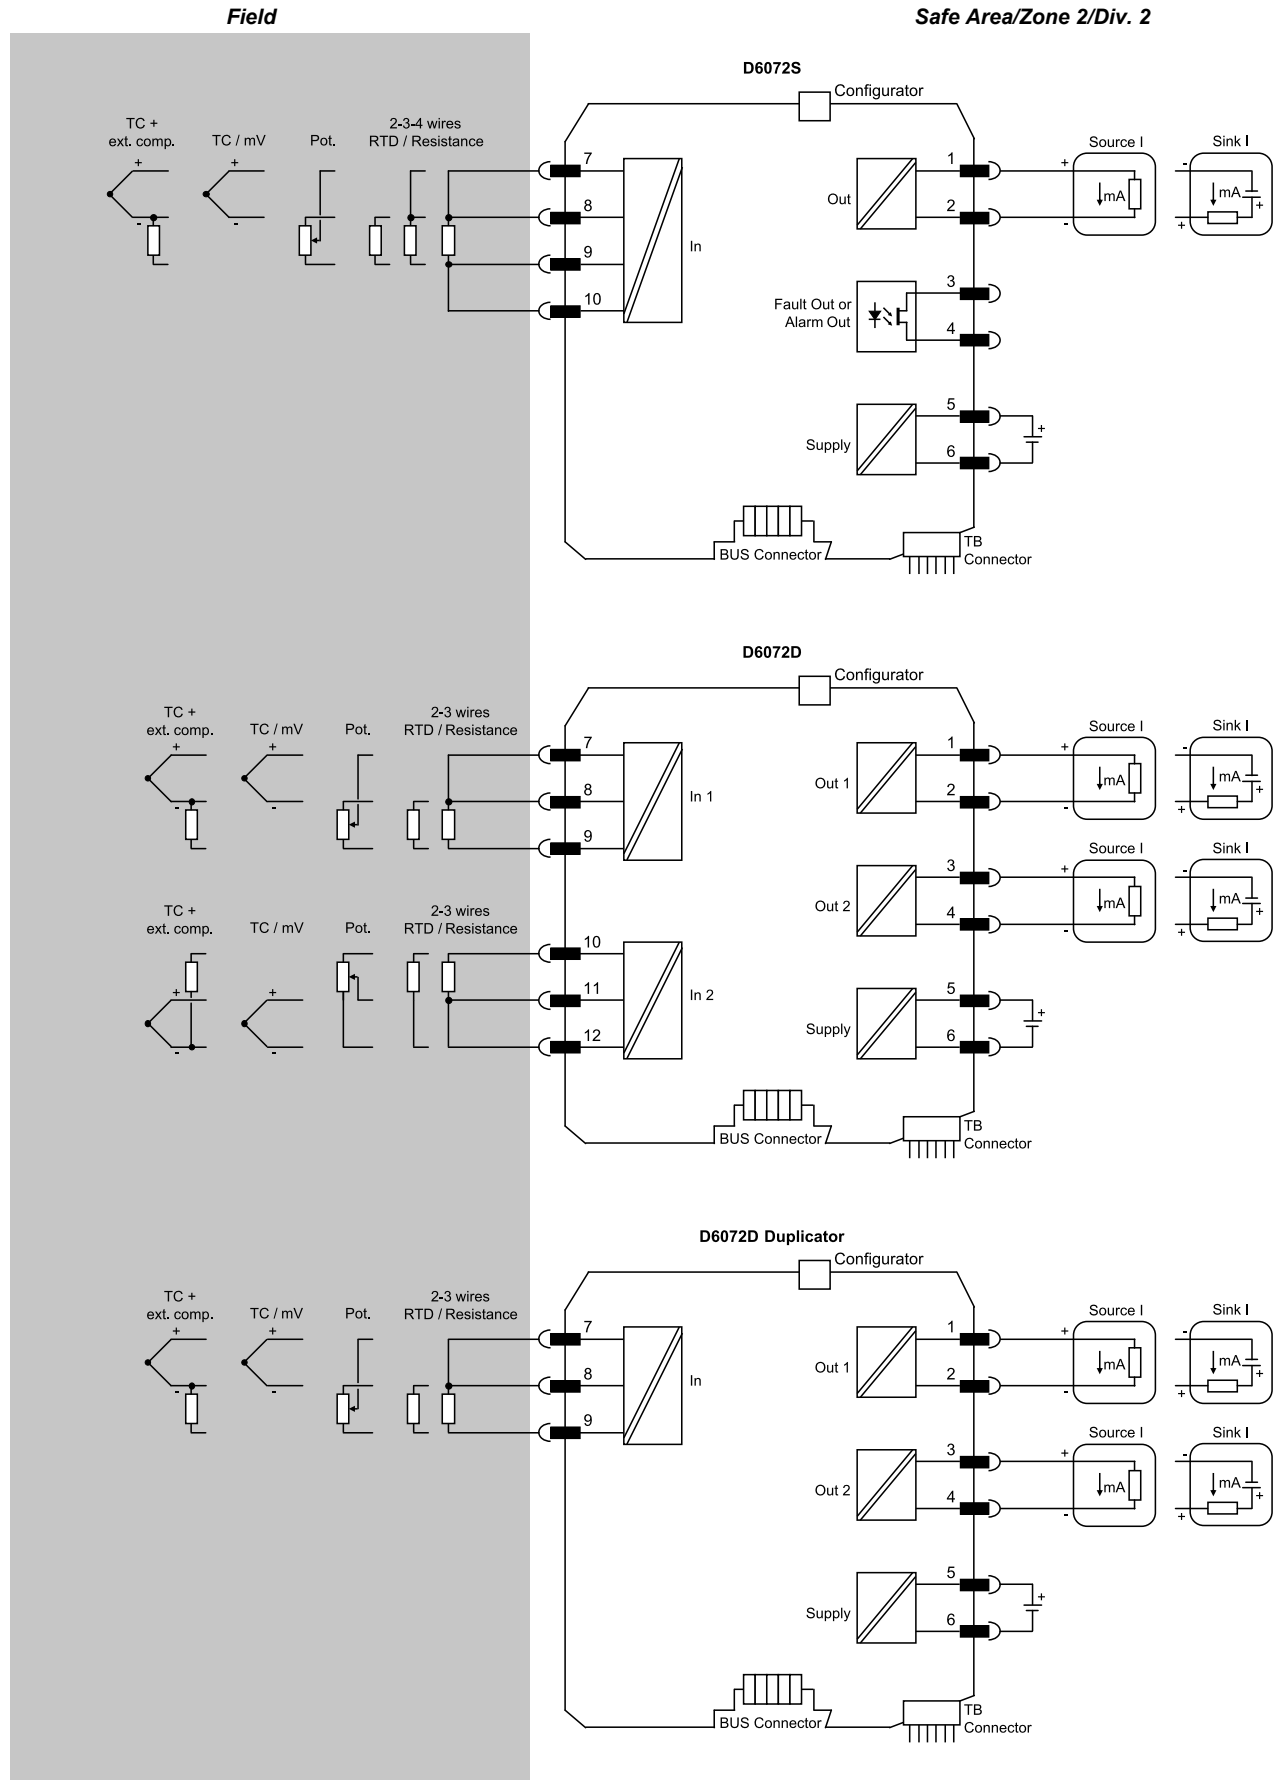 Field
Safe Area/Zone 2/Div. 2
D6072S
Configurator
TC +
ext. comp.
TC / mV
Pot.
2-3-4 wires
RTD / Resistance
+
-
+
-
7
8
9
10
In
Out
1
2
+
-
Source I
mA
Sink I
-
mA
+
+
Fault Out or
Alarm Out
3
4
Supply
5
6
+
BUS Connector
TB
Connector
D6072D
Configurator
TC +
ext. comp.
TC / mV
Pot.
2-3 wires
RTD / Resistance
+
-
+
-
7
8
9
In 1
Out 1
1
2
+
-
Source I
mA
Sink I
-
mA
+
+
Out 2
3
4
+
-
Source I
mA
Sink I
-
mA
+
+
TC +
ext. comp.
TC / mV
Pot.
2-3 wires
RTD / Resistance
+
-
+
-
10
11
12
In 2
Supply
5
6
+
BUS Connector
TB
Connector
D6072D Duplicator
Configurator
TC +
ext. comp.
TC / mV
Pot.
2-3 wires
RTD / Resistance
+
-
+
-
7
8
9
In
Out 1
1
2
+
-
Source I
mA
Sink I
-
mA
+
+
Out 2
3
4
+
-
Source I
mA
Sink I
-
mA
+
+
Supply
5
6
+
BUS Connector
TB
Connector